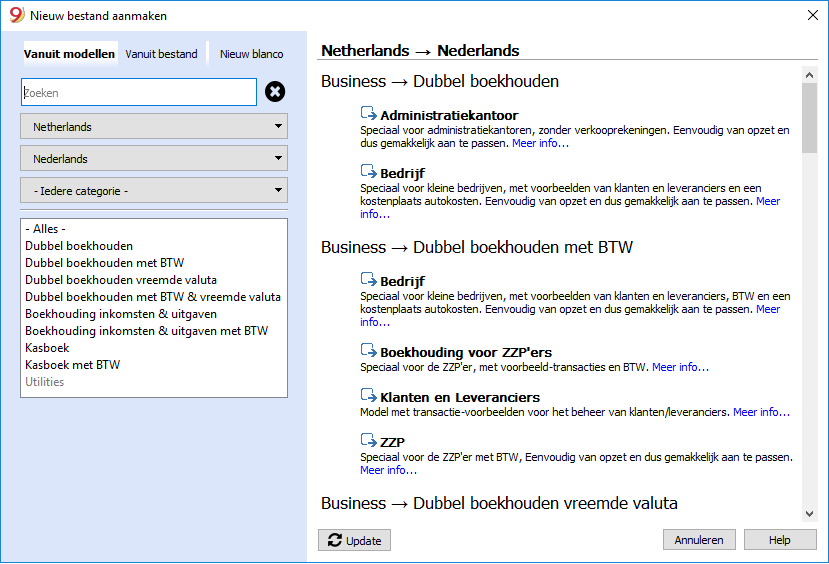 Nieuw bestand aanmaken
Vanuit modellen
Vanuit bestand
Nieuw blanco
Zoeken
Netherlands
Nederlands
- Iedere categorie -
- Alles -
Dubbel boekhouden
Dubbel boekhouden met BTW
Dubbel boekhouden vreemde valuta
Dubbel boekhouden met BTW & vreemde valuta
Boekhouding inkomsten & uitgaven
Boekhouding inkomsten & uitgaven met BTW
Kasboek
Kasboek met BTW
Utilities
Netherlands → Nederlands
Business → Dubbel boekhouden
Administratiekantoor
Speciaal voor administratiekantoren, zonder verkooprekeningen. Eenvoudig van opzet en
dus gemakkelijk aan te passen. Meer info...
Bedrijf
Speciaal voor kleine bedrijven, met voorbeelden van klanten en leveranciers en een
kostenplaats autokosten. Eenvoudig van opzet en dus gemakkelijk aan te passen. Meer
info...
Business → Dubbel boekhouden met BTW
Bedrijf
Speciaal voor kleine bedrijven, met voorbeelden van klanten en leveranciers, BTW en een
kostenplaats autokosten. Eenvoudig van opzet en dus gemakkelijk aan te passen. Meer
info...
Boekhouding voor ZZP'ers
Speciaal voor de ZZP'er, met voorbeeld-transacties en BTW. Meer info...
Klanten en Leveranciers
Model met transactie-voorbeelden voor het beheer van klanten/leveranciers. Meer info...
ZZP
Speciaal voor de ZZP'er met BTW, Eenvoudig van opzet en dus gemakkelijk aan te passen.
Meer info...
Business → Dubbel boekhouden vreemde valuta
Update
Annuleren
Help